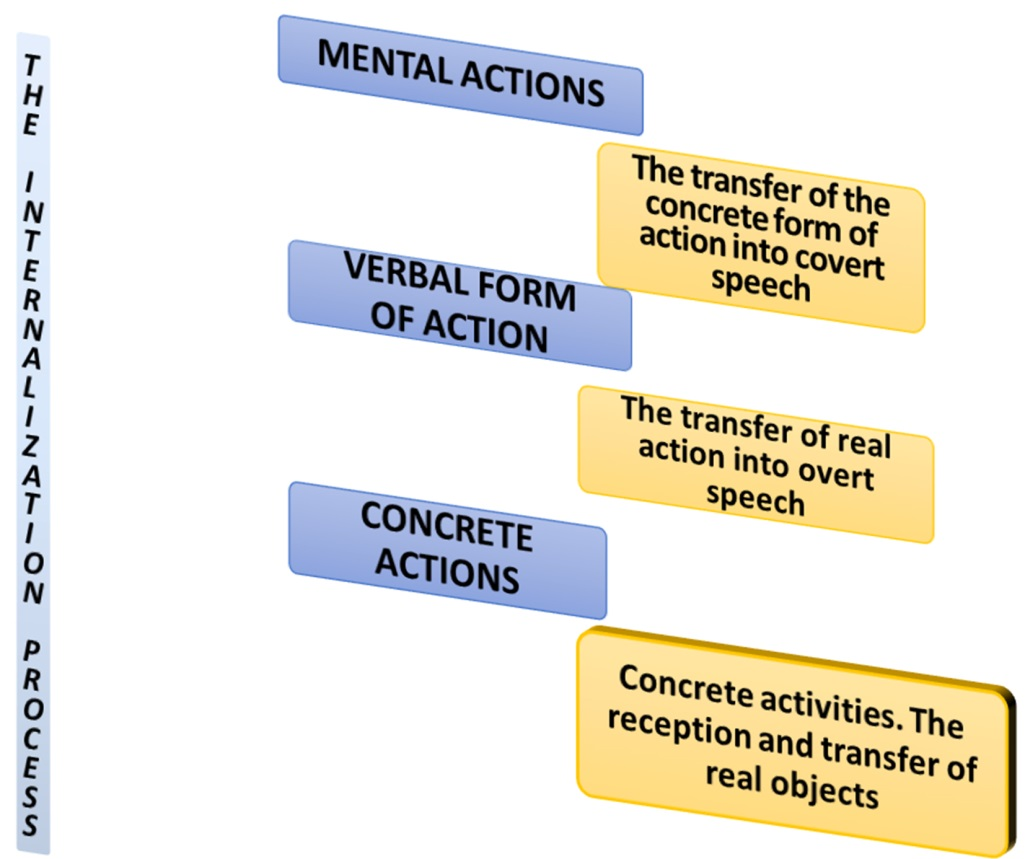 THE INTERNALIZATION PROCESS
MENTAL ACTIONS
The transfer of the
concrete form of
action into covert
speech
VERBAL FORM
OF ACTION
The transfer of real
action into overt
speech
CONCRETE
ACTIONS
Concrete activities. The
reception and transfer of
real objects